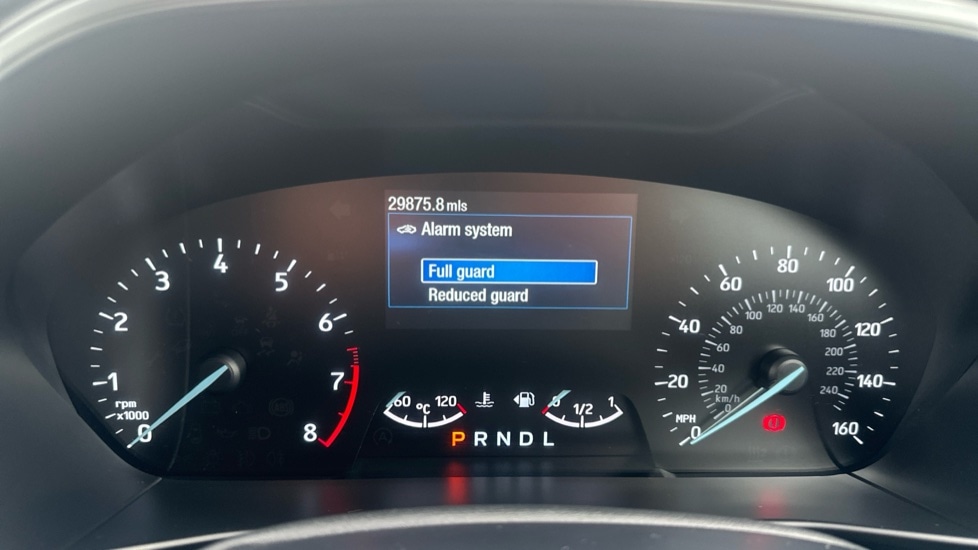 29875.8 mls
Alarm system
Full guard
Reduced guard
0 1 2 3 4 5 6 7 8
rpm
x1000
60 °C 120
0 1/2 1
P R N D L
0 20 40 60 80 100 120 140 160
MPH
0 20 40 60 80 100 120 140 160 180 200 220 240
km/h